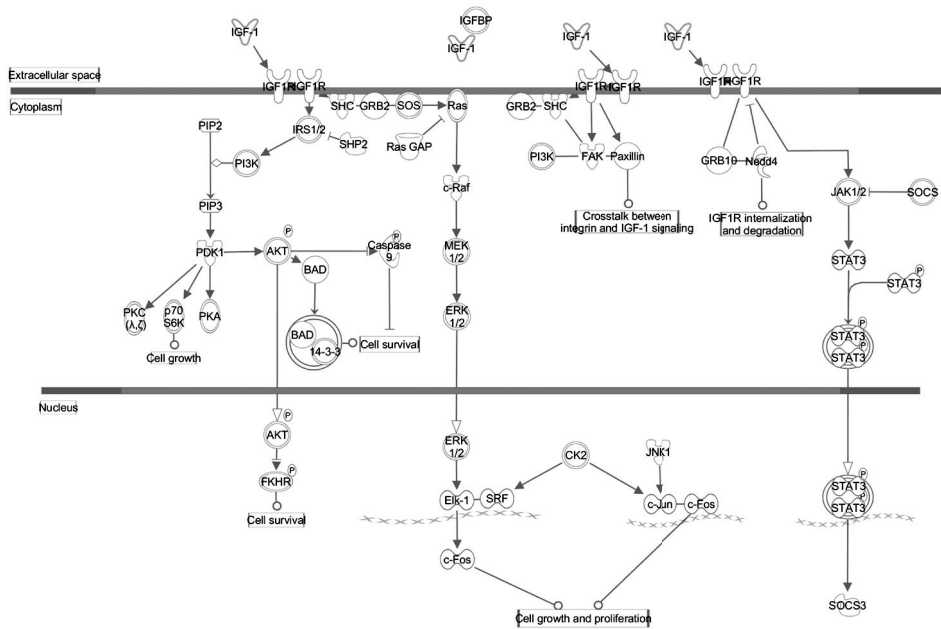 IGFBP
IGF-1
IGF-1
IGF-1
IGF-1
Extracellular space
IGF1R
IGF1R
IGF1R
IGF1R
IGF1R
IGF1R
Cytoplasm
SHC
GRB2
SOS
Ras
GRB2
SHC
PIP2
IRS1/2
SHP2
Ras GAP
PI3K
PI3K
FAK
Paxillin
GRB10
Nedd4
c-Raf
JAK1/2
SOCS
PIP3
Crosstalk between
integrin and IGF-1 signaling
IGF1R internalization
and degradation
P
P
PDK1
AKT
Caspase
9
MEK
1/2
BAD
STAT3
P
STAT3
PKC
(λ,ζ)
p70
S6K
PKA
ERK
1/2
BAD
14-3-3
Cell growth
Cell survival
P
STAT3
P
STAT3
Nucleus
P
AKT
ERK
1/2
CK2
JNK1
P
FKHR
Elk-1
SRF
c-Jun
c-Fos
P
STAT3
P
STAT3
Cell survival
c-Fos
SOCS3
Cell growth and proliferation